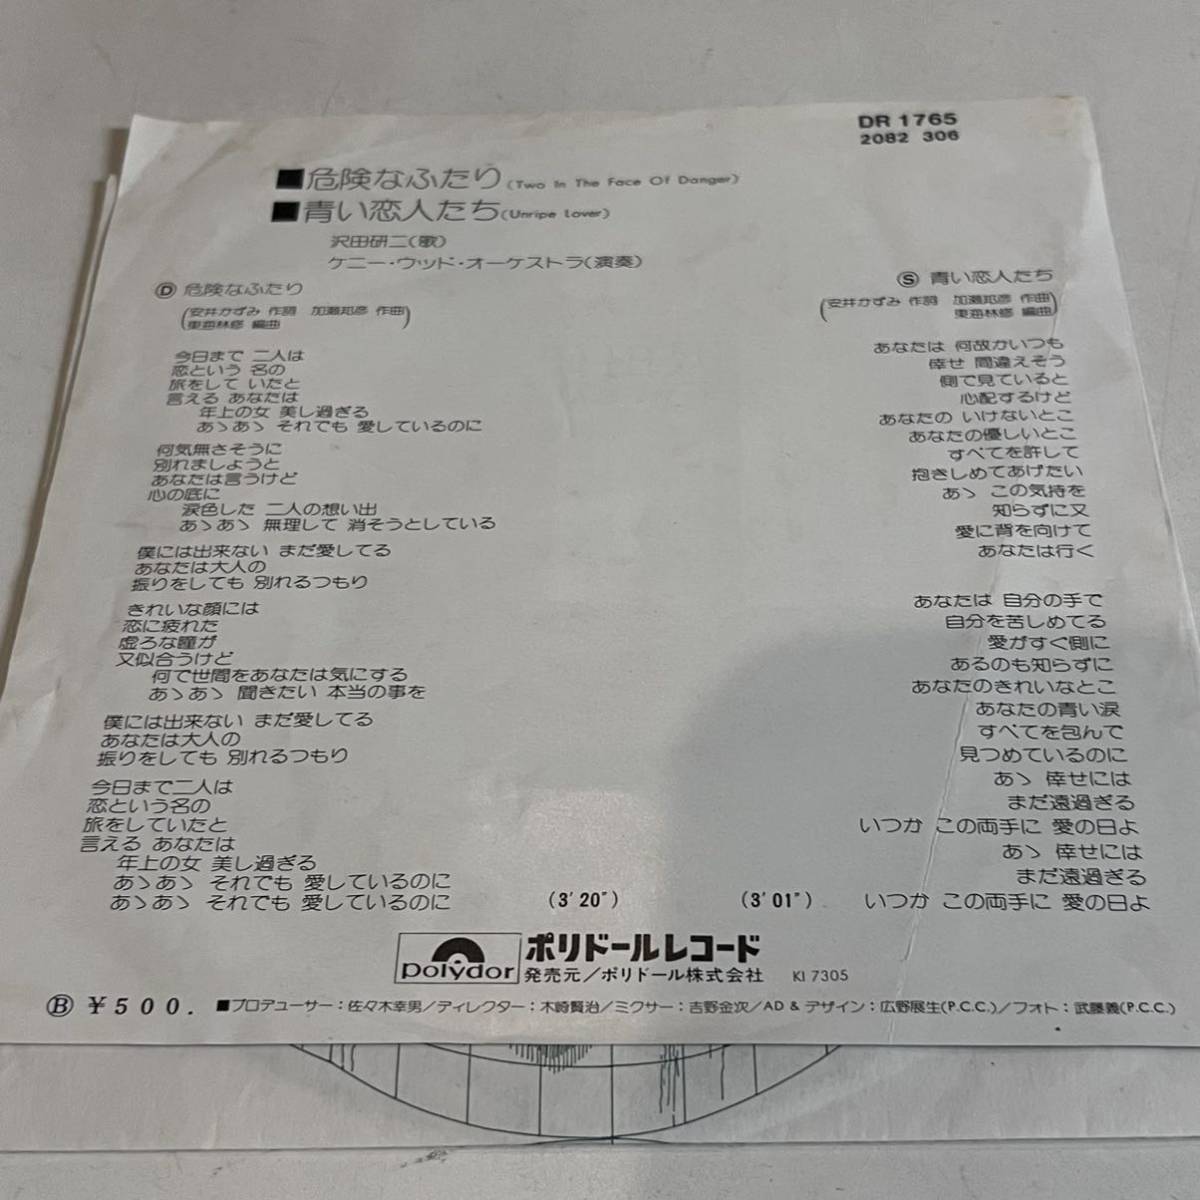 DR 1765
2082 306
■危険なふたり(Two In The Face Of Danger)
■青い恋人たち(Unripe Lover)
沢田研二(歌)
ケニー・ウッド・オーケストラ(演奏)
Ⓓ 危険なふたり
(安井かずみ 作詞 加瀬邦彦 作曲
東海林修 編曲)
今日まで 二人は
恋という 名の
旅をして いたと
言える あなたは
年上の女 美し過ぎる
あゝあゝ それでも 愛しているのに
何気無さそうに
別れましようと
あなたは言うけど
心の底に
涙色した 二人の想い出
あゝあゝ 無理して 消そうとしている
僕には出来ない まだ愛してる
あなたは大人の
振りをしても 別れるつもり
きれいな顔には
恋に疲れた
虚ろな瞳が
又似合うけど
何で世間をあなたは気にする
あゝあゝ 聞きたい 本当の事を
僕には出来ない まだ愛してる
あなたは大人の
振りをしても 別れるつもり
今日まで二人は
恋という名の
旅をしていたと
言える あなたは
年上の女 美し過ぎる
あゝあゝ それでも 愛しているのに
あゝあゝ それでも 愛しているのに
(3'20")
Ⓢ 青い恋人たち
(安井かずみ 作詞 加瀬邦彦 作曲
東海林修 編曲)
あなたは 何故かいつも
倖せ 間違えそう
側で見ていると
心配するけど
あなたの いけないとこ
あなたの優しいとこ
すべてを許して
抱きしめてあげたい
あゝ この気持を
知らずに又
愛に背を向けて
あなたは行く
あなたは 自分の手で
自分を苦しめてる
愛がすぐ側に
あるのも知らずに
あなたのきれいなとこ
あなたの青い涙
すべてを包んで
見つめているのに
あゝ 倖せには
まだ遠過ぎる
いつか この両手に 愛の日よ
あゝ 倖せには
まだ遠過ぎる
いつか この両手に 愛の日よ
(3'01")
polydor
ポリドールレコード
発売元/ポリドール株式会社 KI 7305
Ⓑ ￥500.
■プロデューサー:佐々木幸男/ディレクター:木崎賢治/ミクサー:吉野金次/AD & デザイン:広野展生(P.C.C.)/フォト:武藤義(P.C.C.)